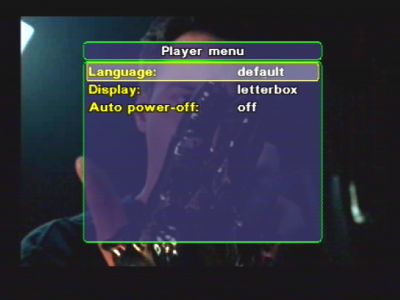 Player menu
Language: default
Display: letterbox
Auto power-off: off